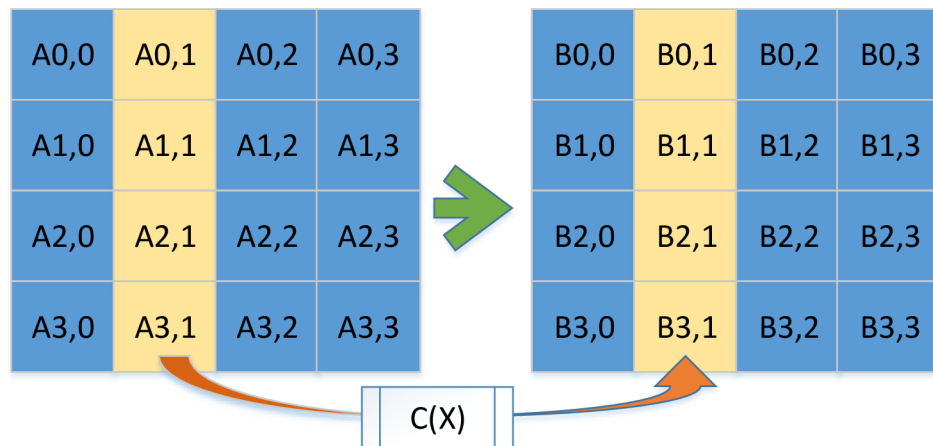 A0,0 A0,1 A0,2 A0,3 B0,0 B0,1 B0,2 B0,3
A1,0 A1,1 A1,2 A1,3 B1,0 B1,1 B1,2 B1,3
A2,0 A2,1 A2,2 A2,3 B2,0 B2,1 B2,2 B2,3
A3,0 A3,1 A3,2 A3,3 B3,0 B3,1 B3,2 B3,3
C(X)